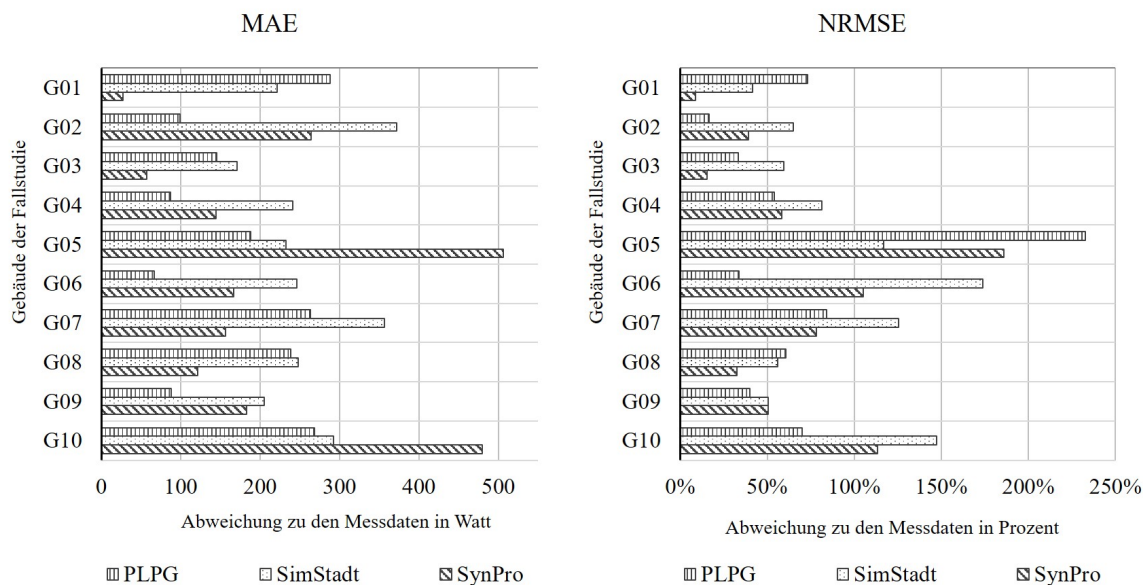 MAE
Gebäude der Fallstudie
G01
G02
G03
G04
G05
G06
G07
G08
G09
G10
0 100 200 300 400 500
Abweichung zu den Messdaten in Watt
PLPG SimStadt SynPro
NRMSE
Gebäude der Fallstudie
G01
G02
G03
G04
G05
G06
G07
G08
G09
G10
0% 50% 100% 150% 200% 250%
Abweichung zu den Messdaten in Prozent
PLPG SimStadt SynPro